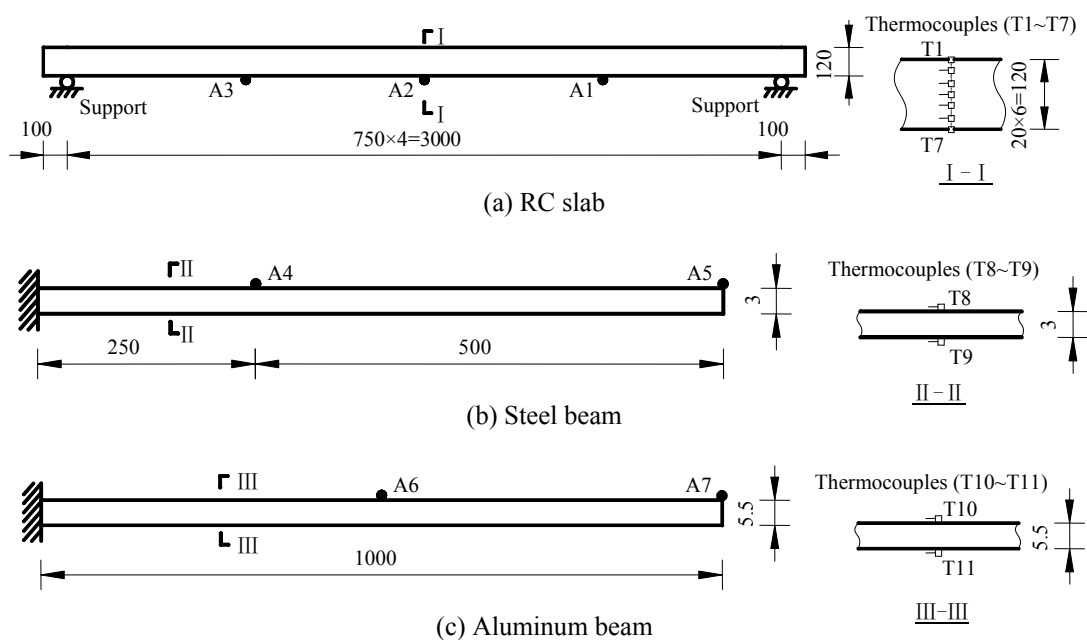 Ⅰ
Thermocouples (T1~T7)
T1
120
A3
A2
A1
Support
Ⅰ
Support
20×6=120
T7
100
750×4=3000
100
Ⅰ-Ⅰ
(a) RC slab
Ⅱ
A4
A5
Thermocouples (T8~T9)
T8
3
3
Ⅱ
T9
250
500
Ⅱ-Ⅱ
(b) Steel beam
Ⅲ
A6
A7
Thermocouples (T10~T11)
T10
5.5
5.5
Ⅲ
T11
1000
Ⅲ-Ⅲ
(c) Aluminum beam